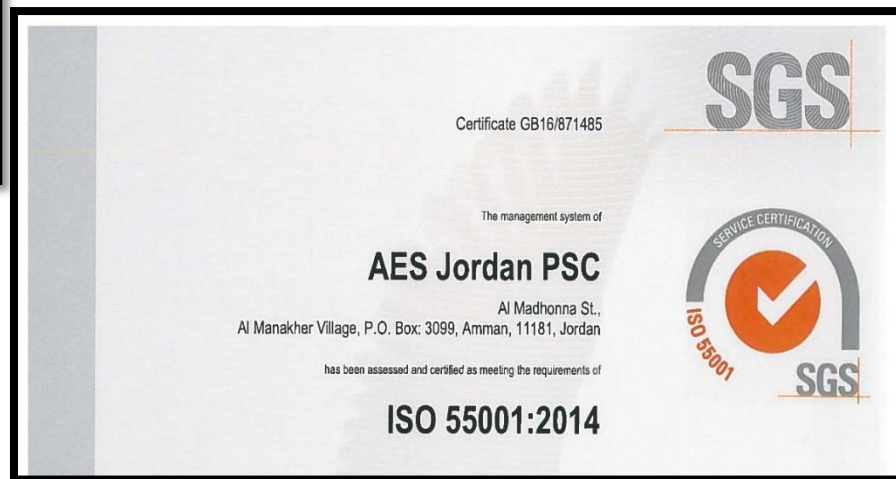 SGS
Certificate GB16/871485
The management system of
AES Jordan PSC
Al Madhonna St.,
Al Manakher Village, P.O. Box: 3099, Amman, 11181, Jordan
has been assessed and certified as meeting the requirements of
ISO 55001:2014
SERVICE CERTIFICATION
ISO 55001
SGS